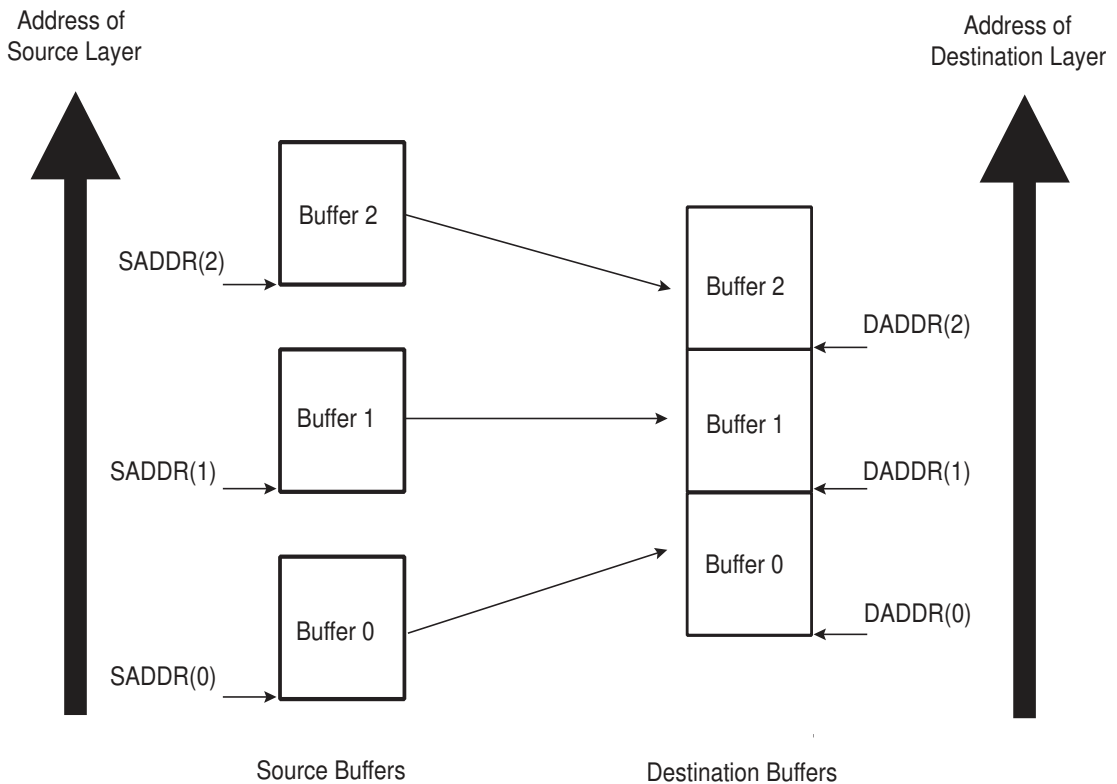 Address of
Source Layer
Address of
Destination Layer
Buffer 2
SADDR(2)
Buffer 2
DADDR(2)
Buffer 1
Buffer 1
SADDR(1)
DADDR(1)
Buffer 0
DADDR(0)
Buffer 0
SADDR(0)
Source Buffers
Destination Buffers